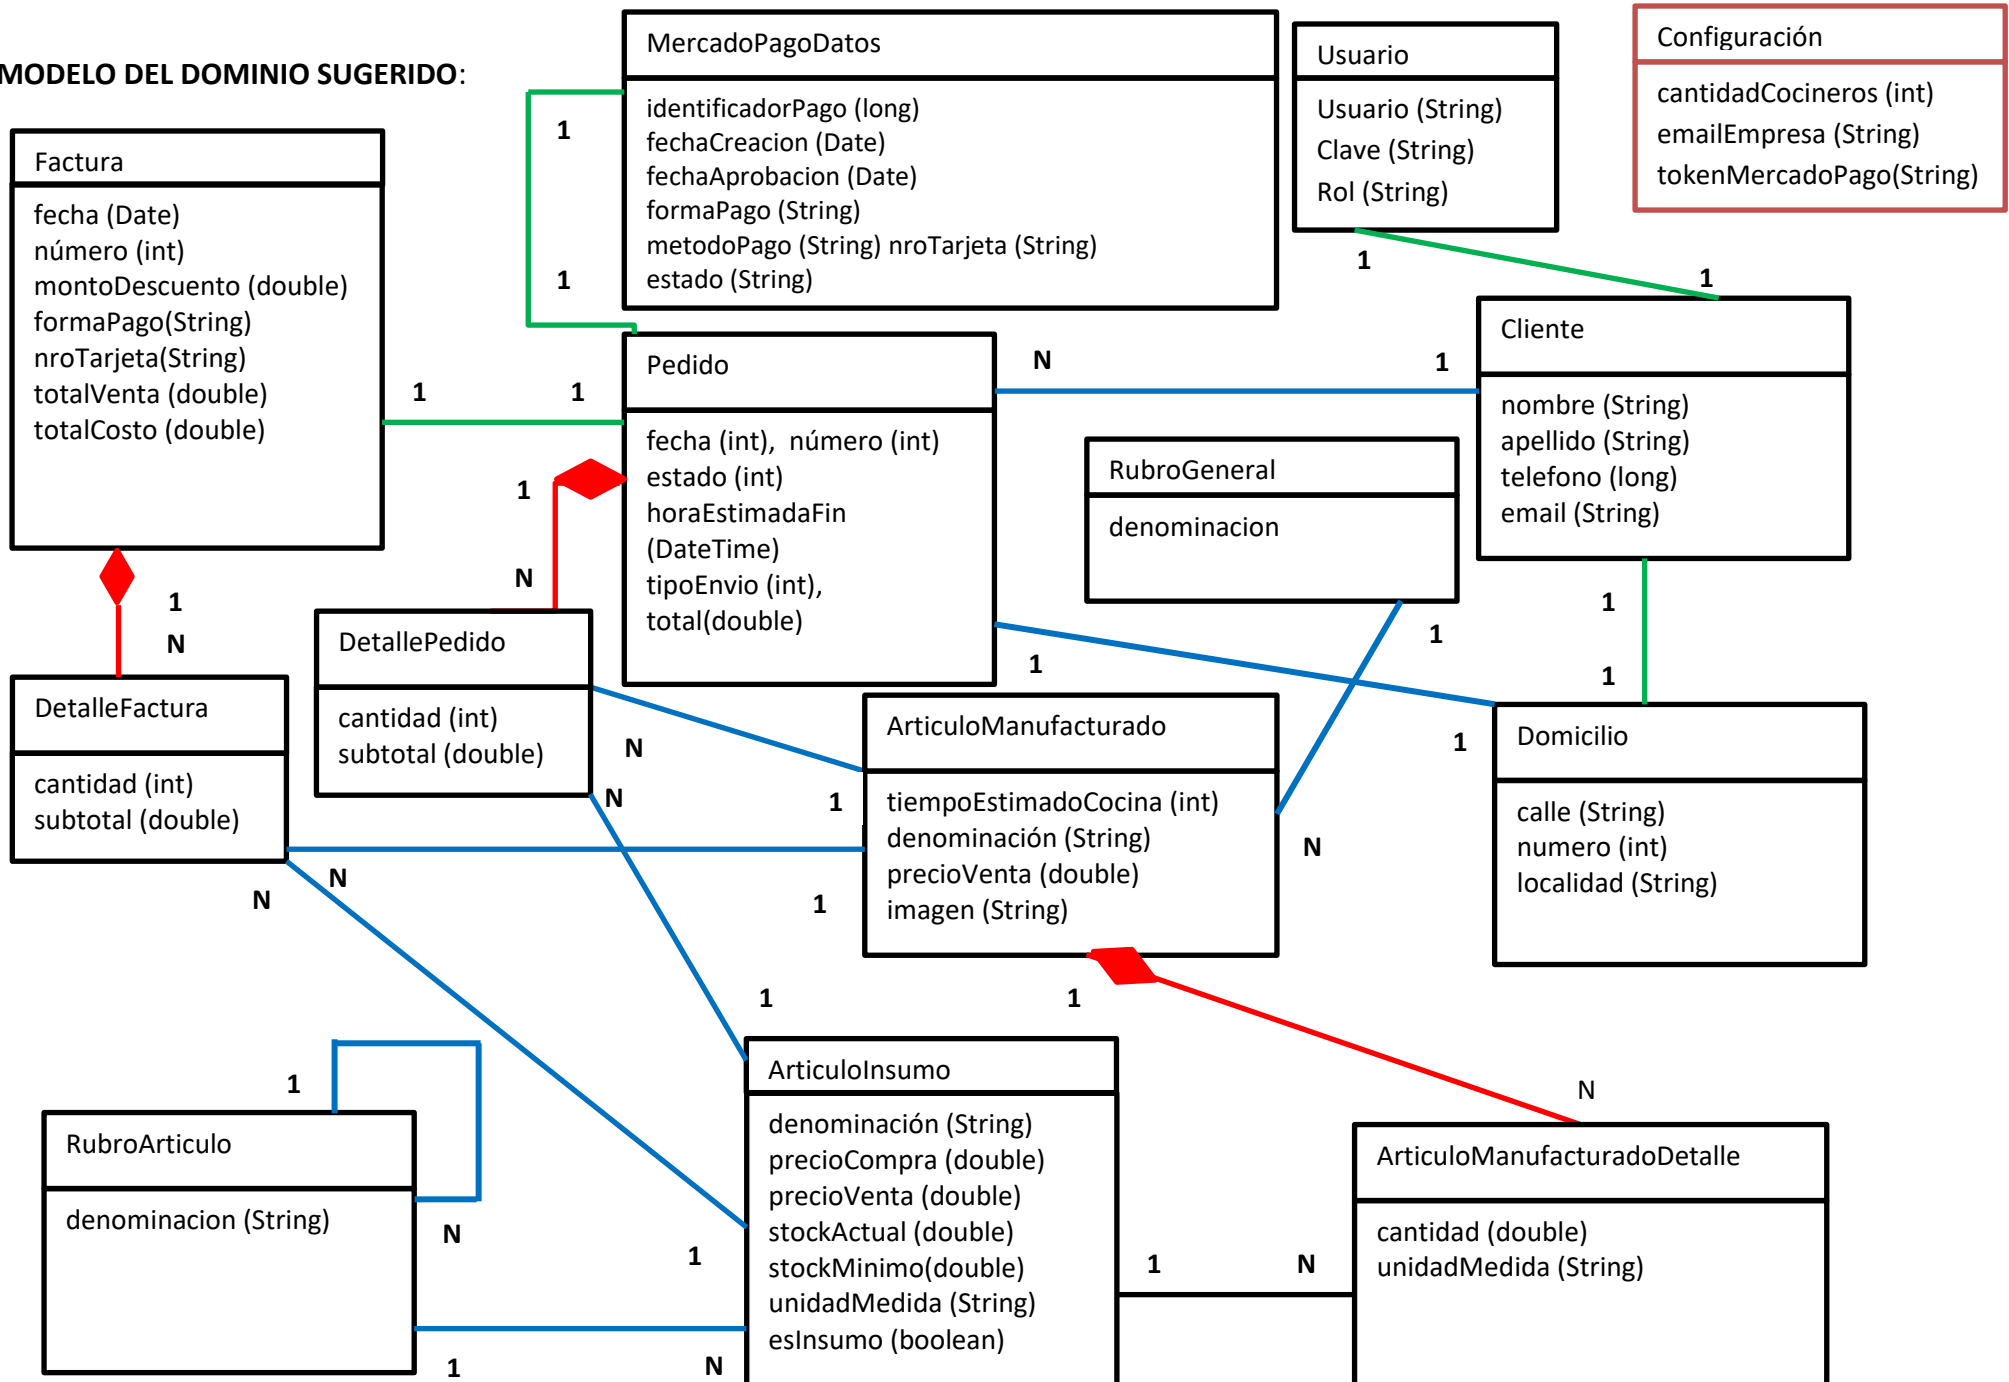 MODELO DEL DOMINIO SUGERIDO:
MercadoPagoDatos
identificadorPago (long)
fechaCreacion (Date)
fechaAprobacion (Date)
formaPago (String)
metodoPago (String) nroTarjeta (String)
estado (String)
Usuario
Usuario (String)
Clave (String)
Rol (String)
Configuración
cantidadCocineros (int)
emailEmpresa (String)
tokenMercadoPago(String)
1
1
1
1
Factura
fecha (Date)
número (int)
montoDescuento (double)
formaPago(String)
nroTarjeta(String)
totalVenta (double)
totalCosto (double)
1
1
Pedido
fecha (int), número (int)
estado (int)
horaEstimadaFin
(DateTime)
tipoEnvio (int),
total(double)
N
1
Cliente
nombre (String)
apellido (String)
telefono (long)
email (String)
RubroGeneral
denominacion
1
N
1
N
1
1
1
1
1
N
DetalleFactura
cantidad (int)
subtotal (double)
DetallePedido
cantidad (int)
subtotal (double)
N
N
1
ArticuloManufacturado
tiempoEstimadoCocina (int)
denominación (String)
precioVenta (double)
imagen (String)
Domicilio
calle (String)
numero (int)
localidad (String)
N
N
1
1
1
1
N
RubroArticulo
denominacion (String)
N
1
ArticuloInsumo
denominación (String)
precioCompra (double)
precioVenta (double)
stockActual (double)
stockMinimo(double)
unidadMedida (String)
esInsumo (boolean)
1
N
ArticuloManufacturadoDetalle
cantidad (double)
unidadMedida (String)
1
N